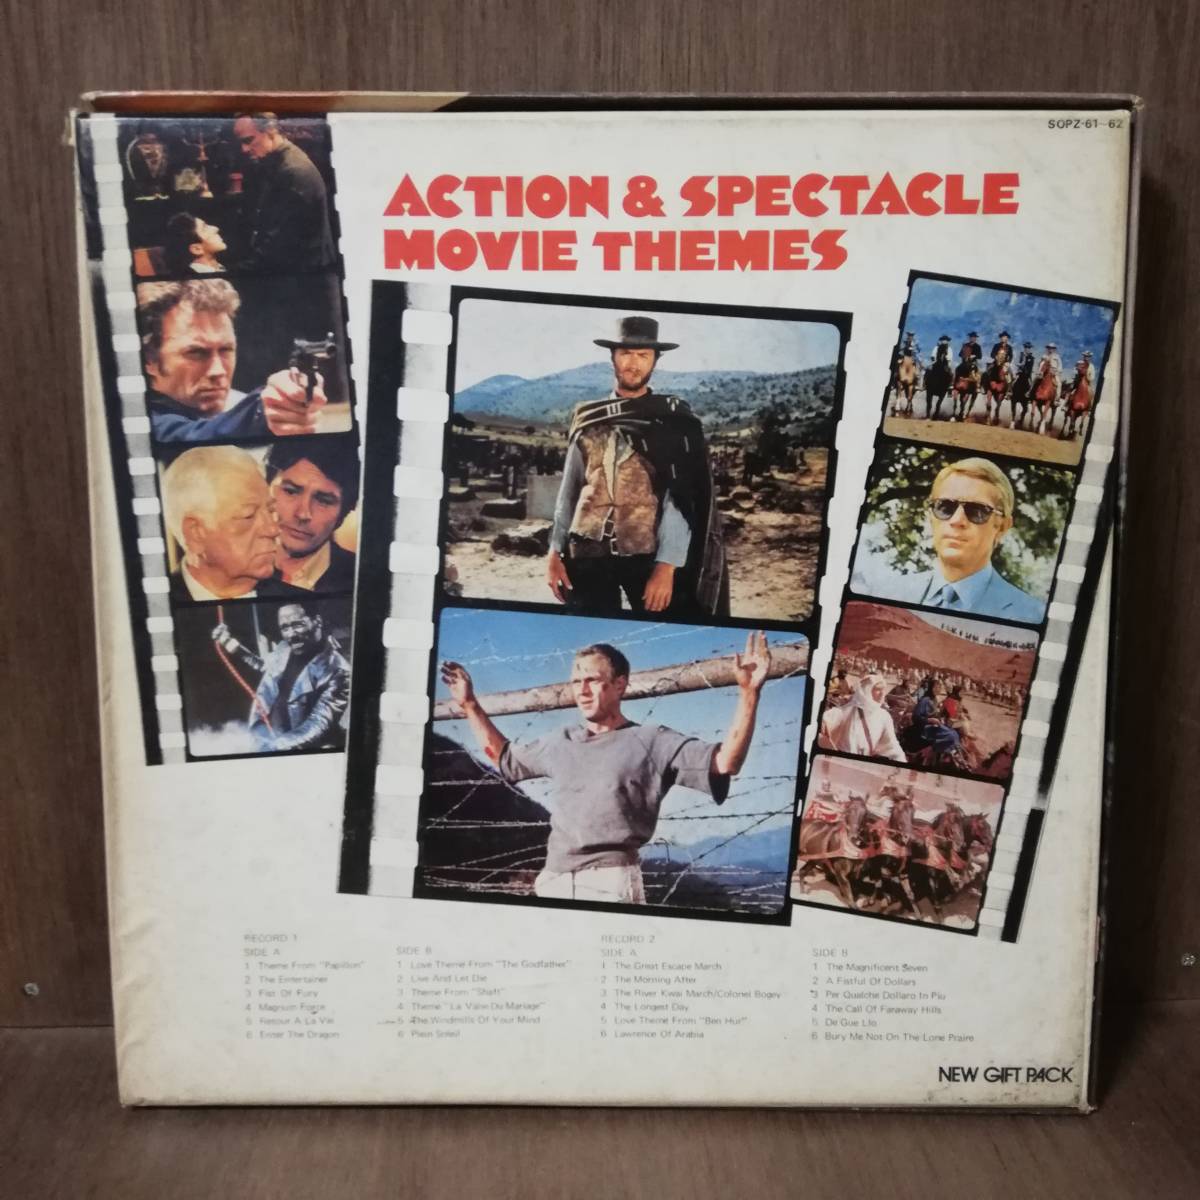 SOPZ-61~62
ACTION & SPECTACLE
MOVIE THEMES
RECORD 1
SIDE A
1 Theme From "Papillon"
2 The Entertainer
3 Fist Of Fury
4 Magnum Force
5 Retour A La Vie
6 Enter The Dragon
SIDE B
1 Love Theme From "The Godfather"
2 Live And Let Die
3 Theme From "Shaft"
4 Theme "La Valse Du Mariage"
5 The Windmills Of Your Mind
6 Plein Soleil
RECORD 2
SIDE A
1 The Great Escape March
2 The Morning After
3 The River Kwai March/Colonel Bogey
4 The Longest Day
5 Love Theme From "Ben Hur"
6 Lawrence Of Arabia
SIDE B
1 The Magnificent Seven
2 A Fistful Of Dollars
3 Per Qualche Dollaro In Piu
4 The Call Of Faraway Hills
5 De Gue Llo
6 Bury Me Not On The Lone Praire
NEW GIFT PACK